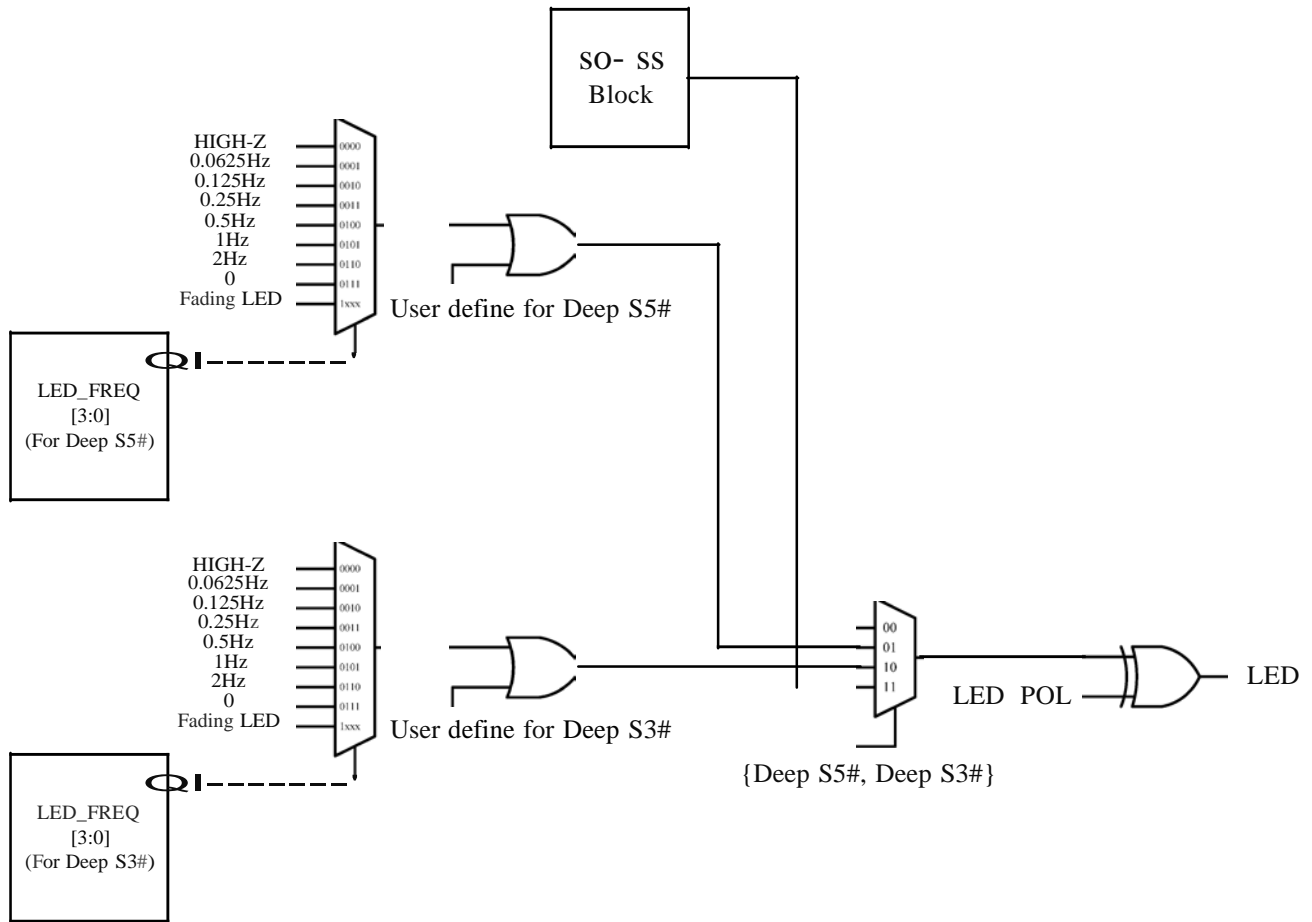 SO- SS
Block
HIGH-Z
0.0625Hz
0.125Hz
0.25Hz
0.5Hz
1Hz
2Hz
0
Fading LED
0000
0001
0010
0011
0100
0101
0110
0111
1xxx
User define for Deep S5#
LED_FREQ
[3:0]
(For Deep S5#)
HIGH-Z
0.0625Hz
0.125Hz
0.25Hz
0.5Hz
1Hz
2Hz
0
Fading LED
0000
0001
0010
0011
0100
0101
0110
0111
1xxx
User define for Deep S3#
LED_FREQ
[3:0]
(For Deep S3#)
00
01
10
11
LED POL
LED
{Deep S5#, Deep S3#}